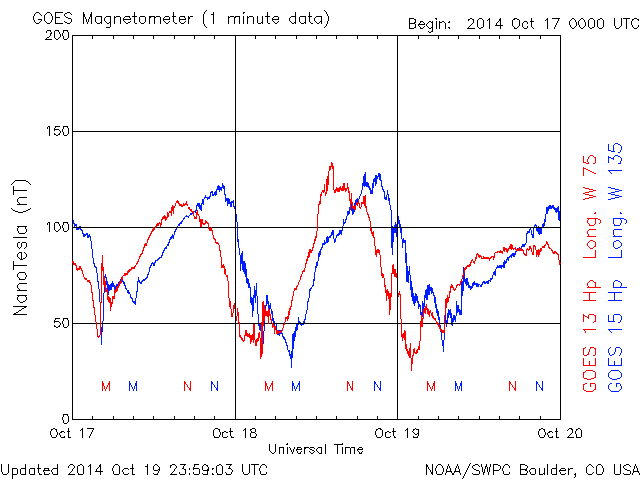 GOES Magnetometer (1 minute data)
Begin: 2014 Oct 17 0000 UTC
200
150
100
50
0
NanoTesla (nT)
M M N N M M N N M M N N
Oct 17 Oct 18 Oct 19 Oct 20
Universal Time
GOES 13 Hp Long. W 75
GOES 15 Hp Long. W 135
Updated 2014 Oct 19 23:59:03 UTC
NOAA/SWPC Boulder, CO USA